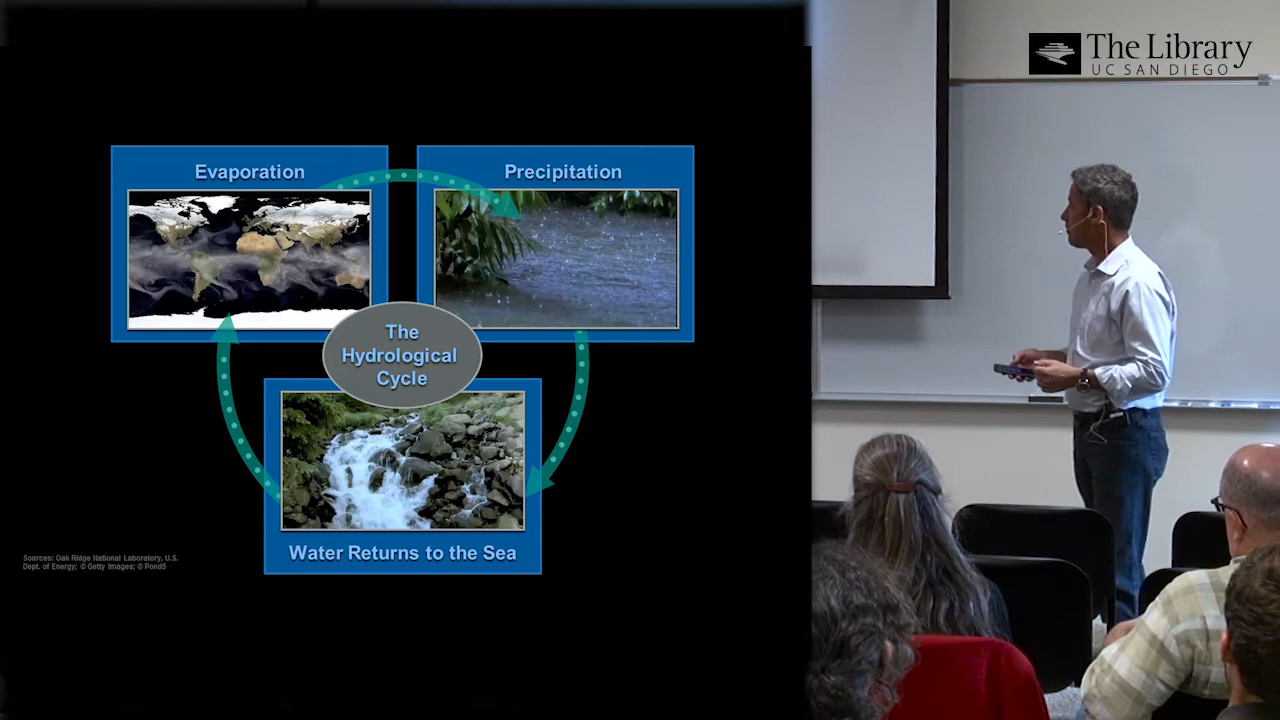 The Library
UC SAN DIEGO
Evaporation
Precipitation
The
Hydrological
Cycle
Water Returns to the Sea
Sources: Oak Ridge National Laboratory, U.S.
Dept. of Energy; © Getty Images; © Pond5